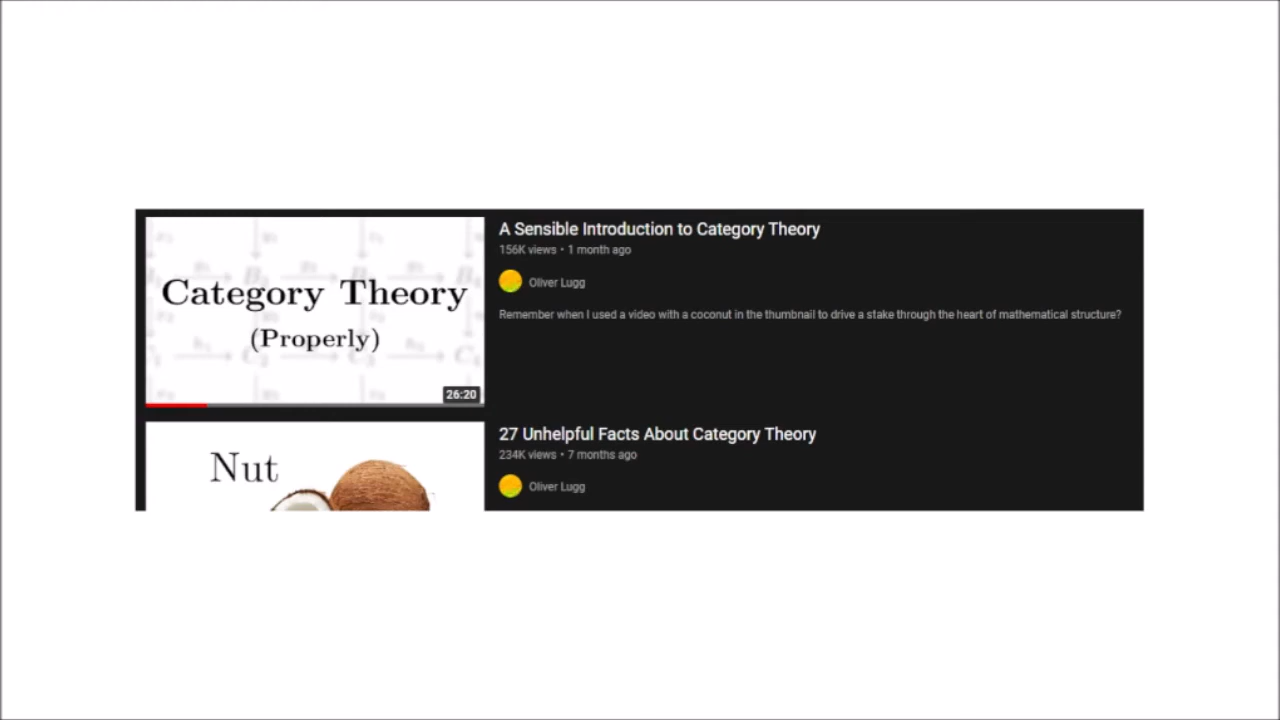 Category Theory
(Properly)
26:20
A Sensible Introduction to Category Theory
156K views • 1 month ago
Oliver Lugg
Remember when I used a video with a coconut in the thumbnail to drive a stake through the heart of mathematical structure?
Nut
27 Unhelpful Facts About Category Theory
234K views • 7 months ago
Oliver Lugg